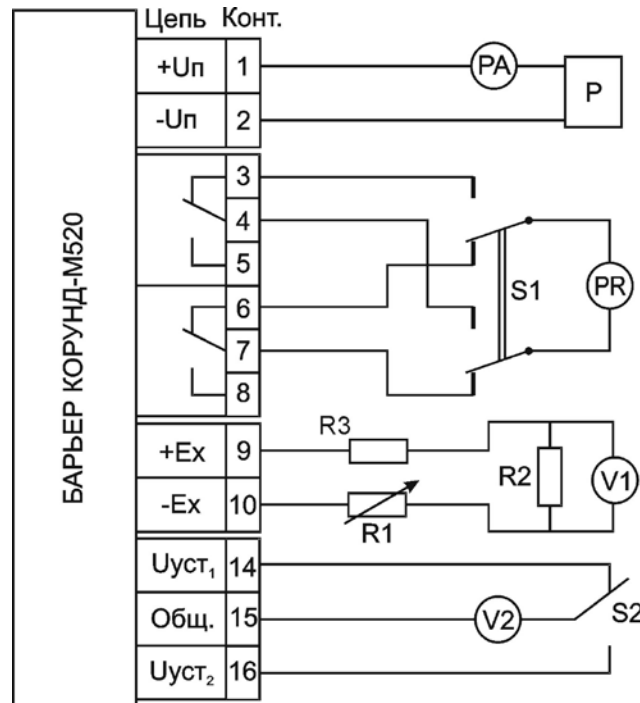 Цепь Конт.
+Uп 1
PA
P
-Uп 2
3
4
5
6
7
8
S1
PR
БАРЬЕР КОРУНД-М520
+Ex 9
R3
-Ex 10
R1
R2
V1
Uуст₁ 14
Общ. 15
V2
S2
Uуст₂ 16